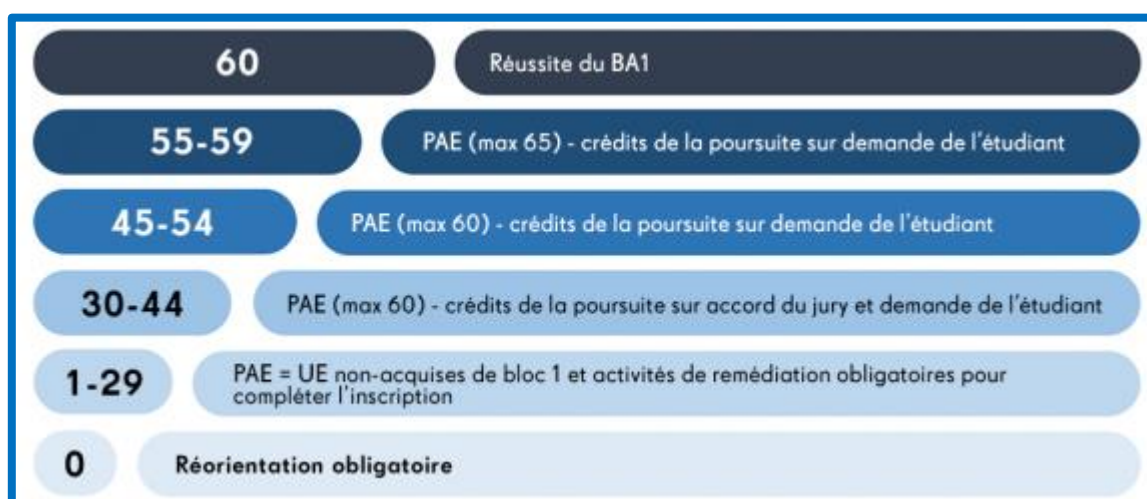 60
Réussite du BA1
55-59
PAE (max 65) - crédits de la poursuite sur demande de l'étudiant
45-54
PAE (max 60) - crédits de la poursuite sur demande de l'étudiant
30-44
PAE (max 60) - crédits de la poursuite sur accord du jury et demande de l'étudiant
1-29
PAE = UE non-acquises de bloc 1 et activités de remédiation obligatoires pour
compléter l'inscription
0
Réorientation obligatoire